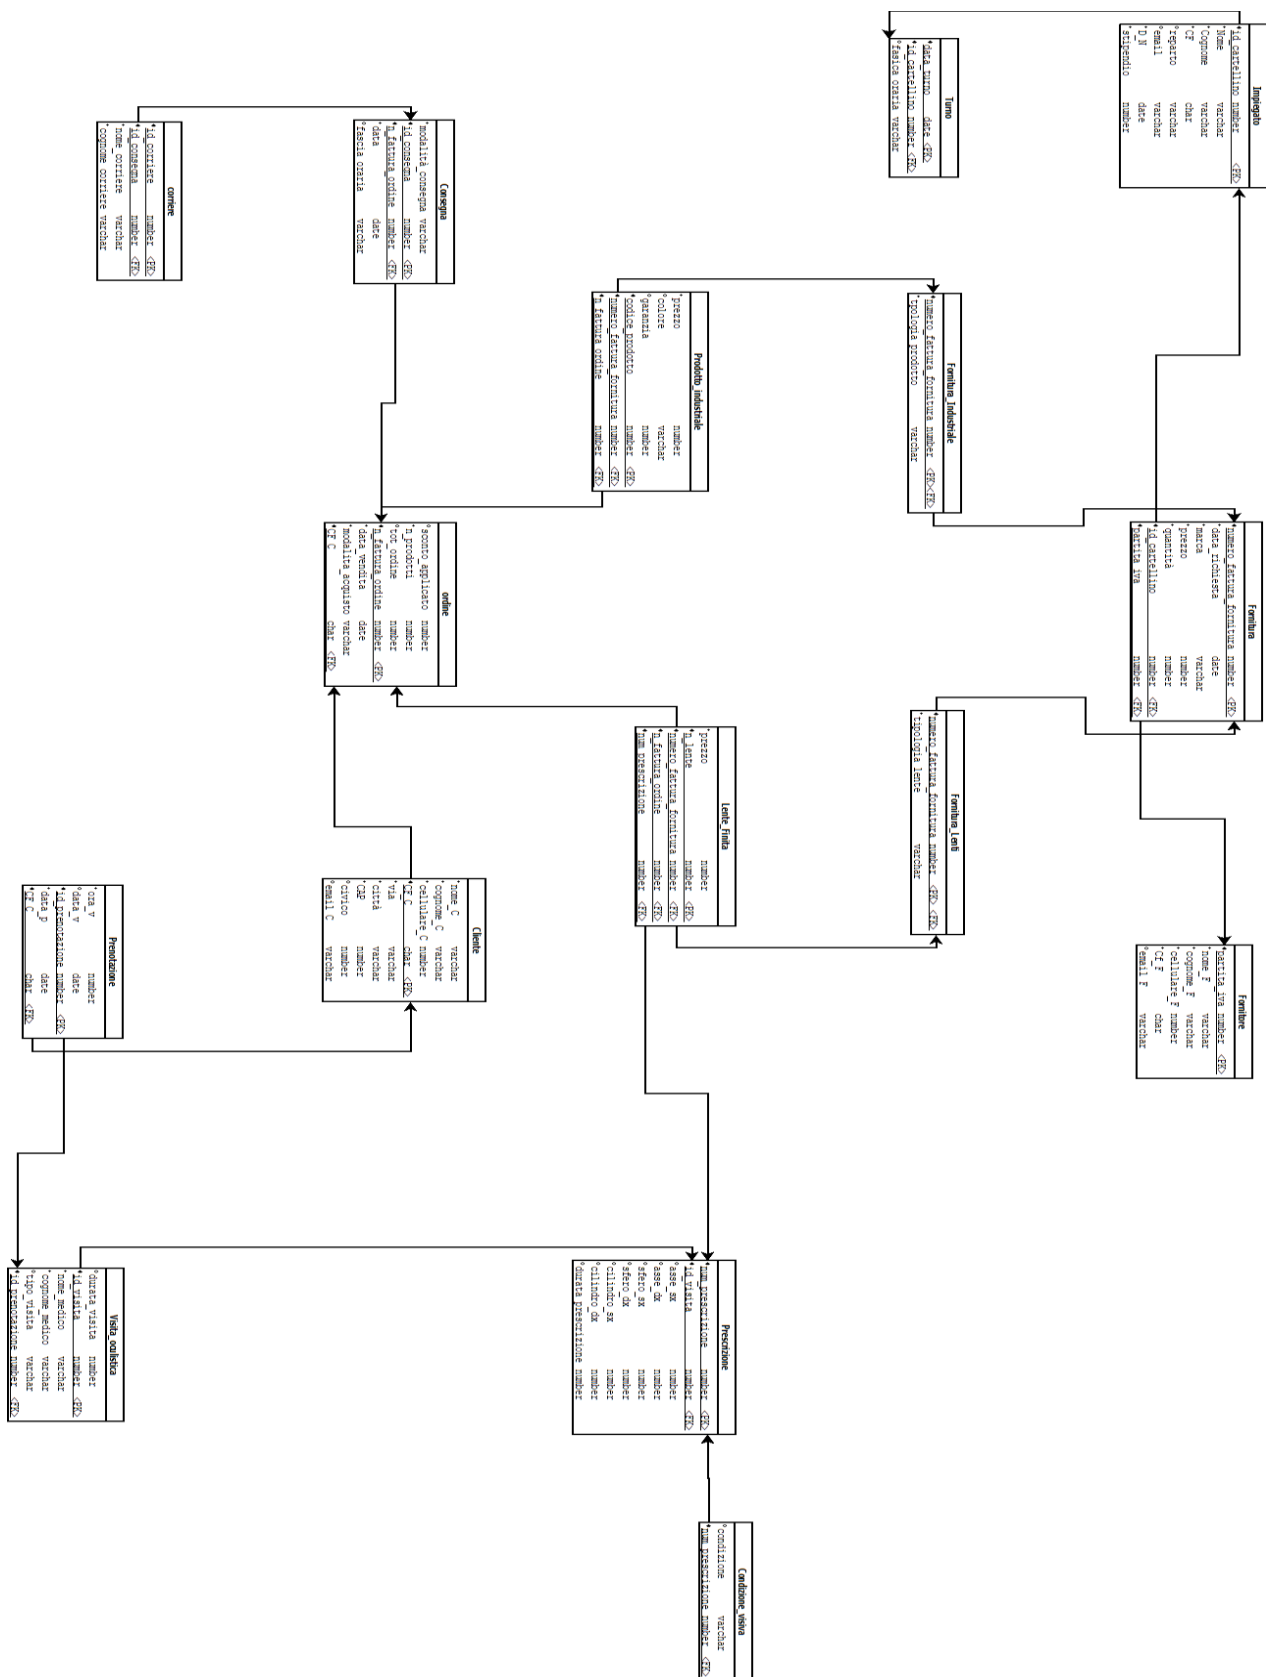 Impiegato
*id_cartellino number <PK>
*Nome varchar
*Cognome varchar
*CF char
*reparto varchar
*email varchar
*D_N date
*stipendio number
Turno
*data_turno date <PK>
*id_cartellino number <FK>
°fasica oraria varchar
Fornitura
*numero_fattura_fornitura number <PK>
*data_richiesta date
*marca varchar
*prezzo number
*quantità number
*id_cartellino number <FK>
*partita_iva number <FK>
Fornitore
*partita iva number <PK>
*nome_F varchar
*cognome_F varchar
*cellulare_F number
*CF_F char
°email_F varchar
Fornitura_Industriale
*numero_fattura_fornitura number <PK><FK>
*tpologia_prodotto varchar
Fornitura_Lenti
*numero_fattura_fornitura number <PK> <FK>
*tipologia_lente varchar
Prodotto_industriale
*prezzo number
°colore varchar
°garanzia number
*codice_prodotto number <PK>
*numero_fattura_fornitura number <FK>
*n_fattura_ordine number <FK>
Lente_Finita
*prezzo number
*n_lente number <PK>
*numero_fattura_fornitura number <FK>
*n_fattura_ordine number <FK>
*num_prescrizione number <FK>
Prescrizione
*num_prescrizione number <PK>
*id_visita number <FK>
°asse_sx number
°asse_dx number
°sfero_sx number
°sfero_dx number
°cilindro_sx number
°cilindro_dx number
°durata_prescrizione number
Condizione_visiva
°condizione varchar
*num_prescrizione number <FK>
Consegna
*modalità_consegna varchar
*id_consegna number <PK>
*n_fattura_ordine number <FK>
°data date
°fascia oraria varchar
ordine
°sconto_applicato number
*n_prodotti number
*tot_ordine number
*n_fattura_ordine number <PK>
*data_vendita date
*modalita_acquisto varchar
*CF_C char <FK>
Cliente
*nome_C varchar
*cognome_C varchar
*cellulare_C number
*CF_C char <PK>
*via varchar
*città varchar
*CAP number
°civico number
°email_C varchar
corriere
*id_corriere number <PK>
*id_consegna number <FK>
*nome_corriere varchar
°cognome_corriere varchar
Prenotazione
*ora_v number
*data_v date
*id_prenotazione number <PK>
*data_p date
*CF_C char <FK>
Visita_oculistica
°durata_visita number
*id_visita number <PK>
*nome_medico varchar
*cognome_medico varchar
°tipo_visita varchar
*id_prenotazione number <FK>